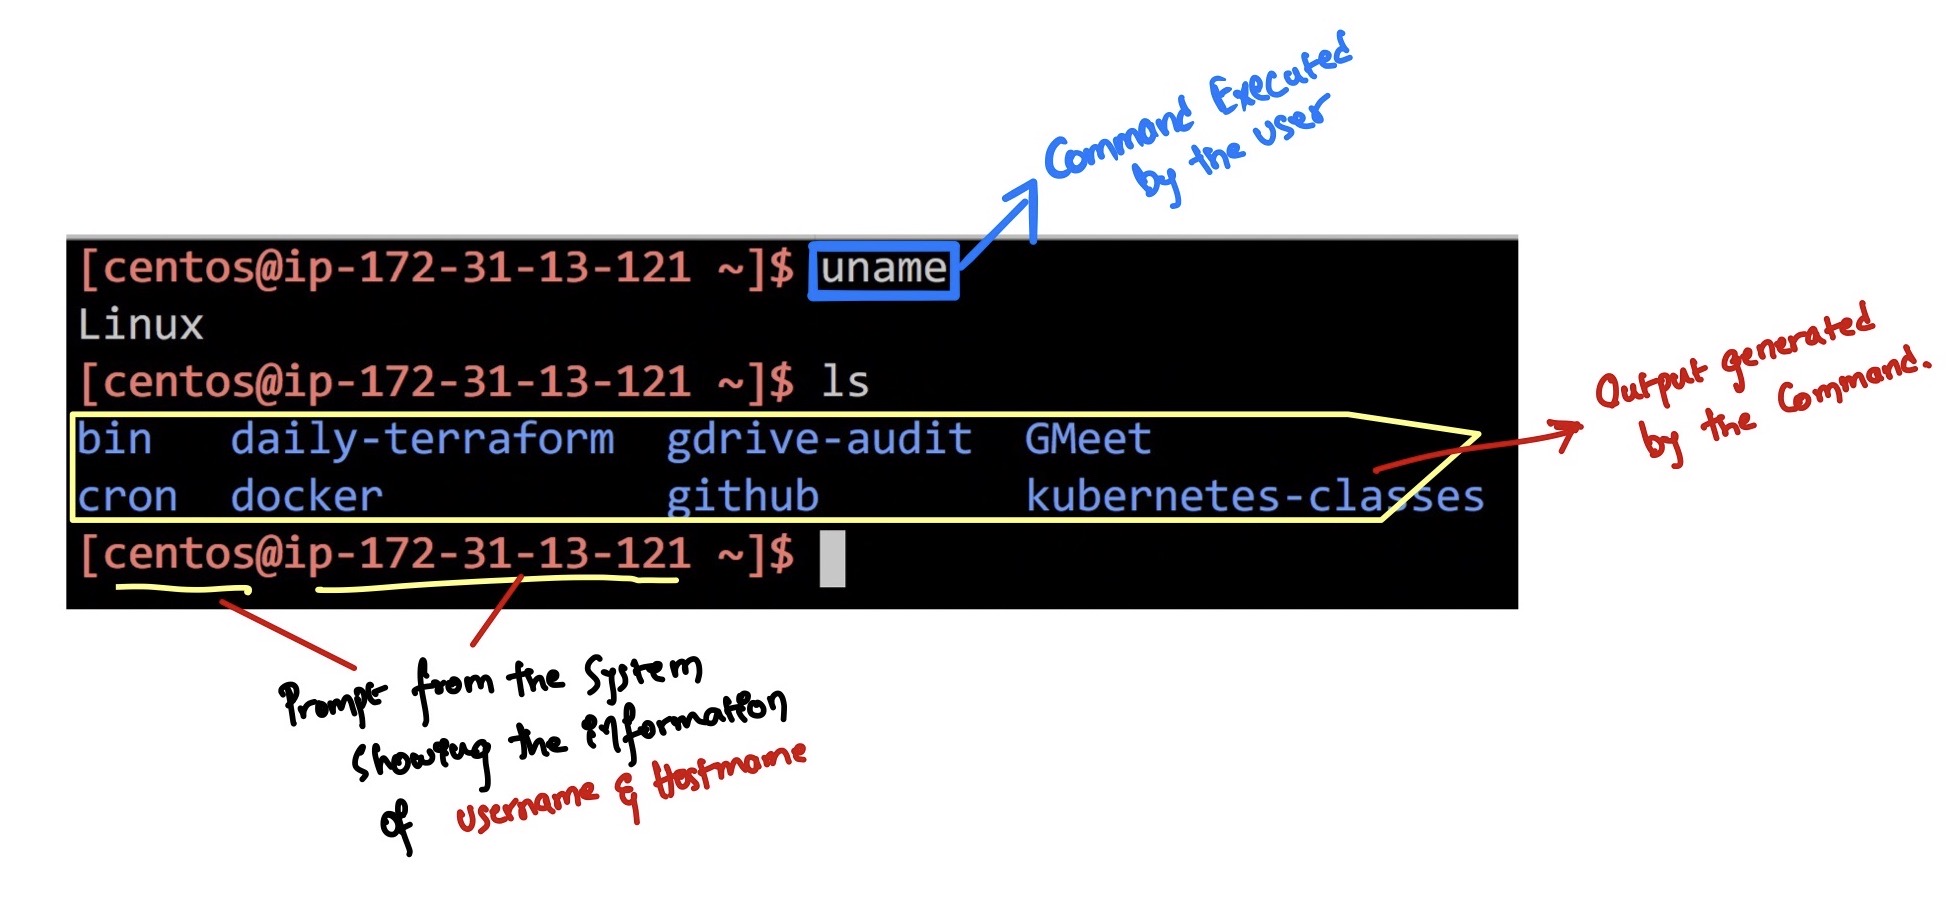 Command Executed
by the user
[centos@ip-172-31-13-121 ~]$ uname
Linux
[centos@ip-172-31-13-121 ~]$ ls
bin daily-terraform gdrive-audit GMeet
cron docker github kubernetes-classes
[centos@ip-172-31-13-121 ~]$
Output generated
by the Command.
Prompt from the System
showing the information
of username & Hostname